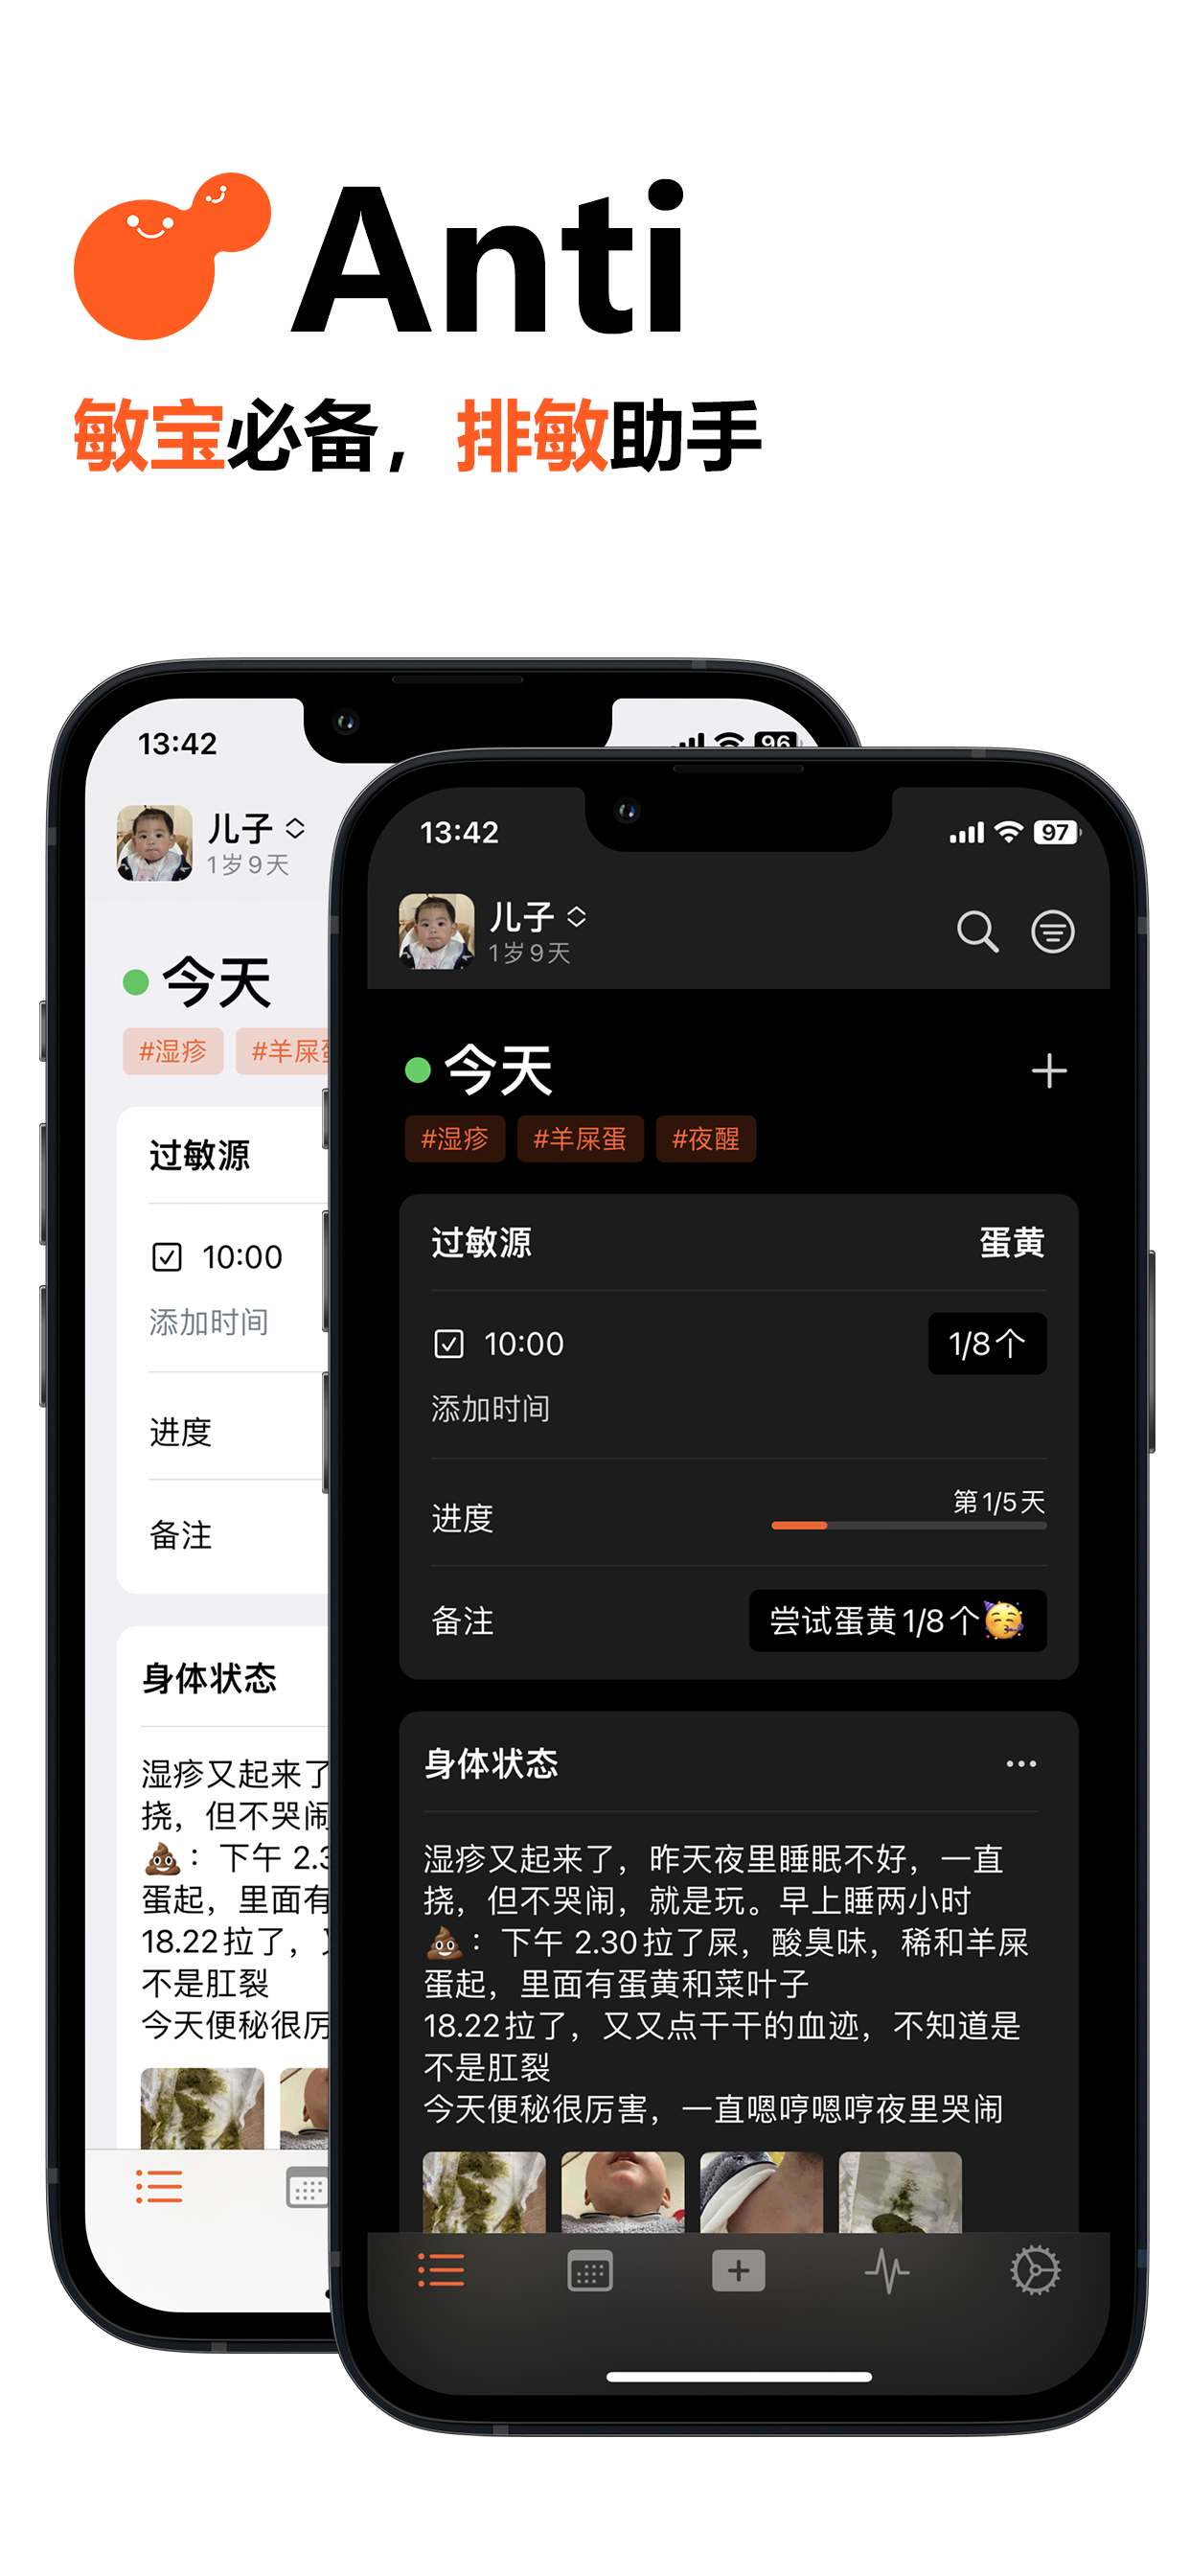 Anti
敏宝必备，排敏助手
13:42
96
儿子
1岁9天
今天
#湿疹 #羊屎蛋
过敏源
10:00
添加时间
进度
备注
身体状态
湿疹又起来了
挠，但不哭闹
💩：下午 2.3
蛋起，里面有
18.22拉了，又
不是肛裂
今天便秘很厉
13:42
97
儿子
1岁9天
今天
#湿疹 #羊屎蛋 #夜醒
过敏源 蛋黄
10:00 1/8个
添加时间
第1/5天
进度
备注 尝试蛋黄1/8个🥳
身体状态
湿疹又起来了，昨天夜里睡眠不好，一直
挠，但不哭闹，就是玩。早上睡两小时
💩：下午 2.30拉了屎，酸臭味，稀和羊屎
蛋起，里面有蛋黄和菜叶子
18.22拉了，又又点干干的血迹，不知道是
不是肛裂
今天便秘很厉害，一直嗯哼嗯哼夜里哭闹